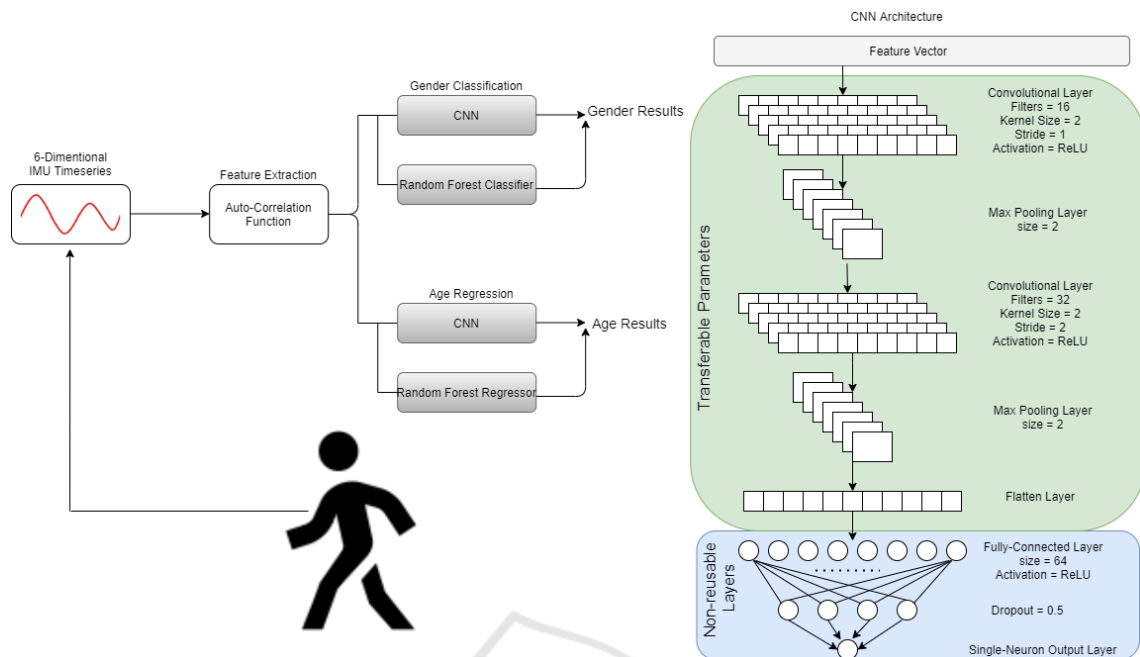 6-Dimentional
IMU Timeseries
Feature Extraction
Auto-Correlation
Function
Gender Classification
CNN
Random Forest Classifier
Gender Results
Age Regression
CNN
Random Forest Regressor
Age Results
CNN Architecture
Feature Vector
Transferable Parameters
Convolutional Layer
Filters = 16
Kernel Size = 2
Stride = 1
Activation = ReLU
Max Pooling Layer
size = 2
Convolutional Layer
Filters = 32
Kernel Size = 2
Stride = 2
Activation = ReLU
Max Pooling Layer
size = 2
Flatten Layer
Non-reusable
Layers
Fully-Connected Layer
size = 64
Activation = ReLU
Dropout = 0.5
Single-Neuron Output Layer